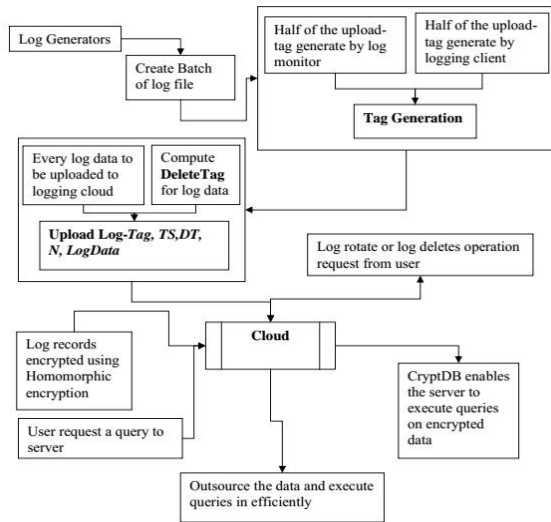 Log Generators
Create Batch
of log file
Half of the upload-
tag generate by log
monitor
Half of the upload-
tag generate by
logging client
Tag Generation
Every log data to
be uploaded to
logging cloud
Compute
DeleteTag
for log data
Upload Log-Tag, TS,DT,
N, LogData
Log rotate or log deletes operation
request from user
Cloud
Log records
encrypted using
Homomorphic
encryption
User request a query to
server
CryptDB enables
the server to
execute queries
on encrypted
data
Outsource the data and execute
queries in efficiently